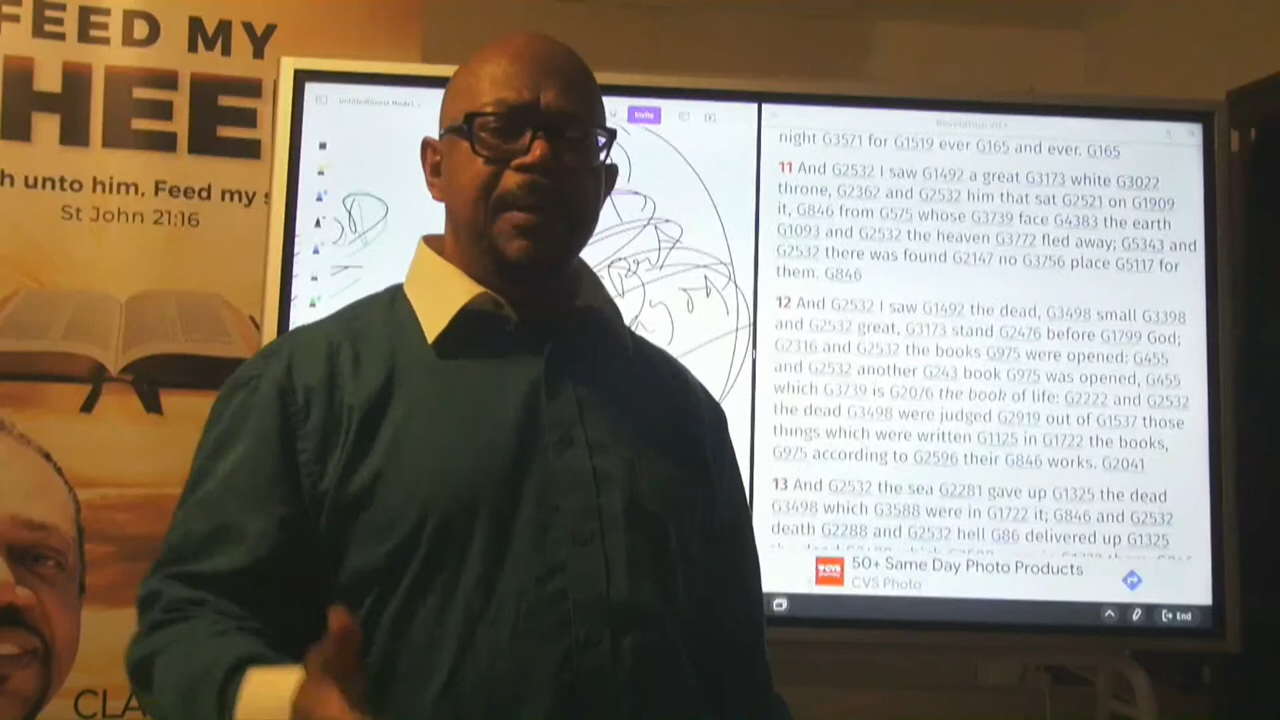 FEED MY
HEE
h unto him, Feed my s
St John 21:16
CLA
Invite
night G3571 for G1519 ever G165 and ever. G165
11 And G2532 I saw G1492 a great G3173 white G3022
throne, G2362 and G2532 him that sat G2521 on G1909
it, G846 from G575 whose G3739 face G4383 the earth
G1093 and G2532 the heaven G3772 fled away; G5343 and
G2532 there was found G2147 no G3756 place G5117 for
them. G846
12 And G2532 I saw G1492 the dead, G3498 small G3398
and G2532 great, G3173 stand G2476 before G1799 God;
G2316 and G2532 the books G975 were opened: G455
and G2532 another G243 book G975 was opened, G455
which G3739 is G2076 the book of life: G2222 and G2532
the dead G3498 were judged G2919 out of G1537 those
things which were written G1125 in G1722 the books,
G975 according to G2596 their G846 works. G2041
13 And G2532 the sea G2281 gave up G1325 the dead
G3498 which G3588 were in G1722 it; G846 and G2532
death G2288 and G2532 hell G86 delivered up G1325
CVS
50+ Same Day Photo Products
CVS Photo
End